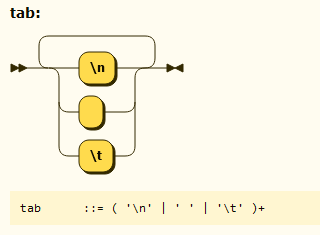 tab:
\n
\t
tab ::= ( '\n' | ' ' | '\t' )+